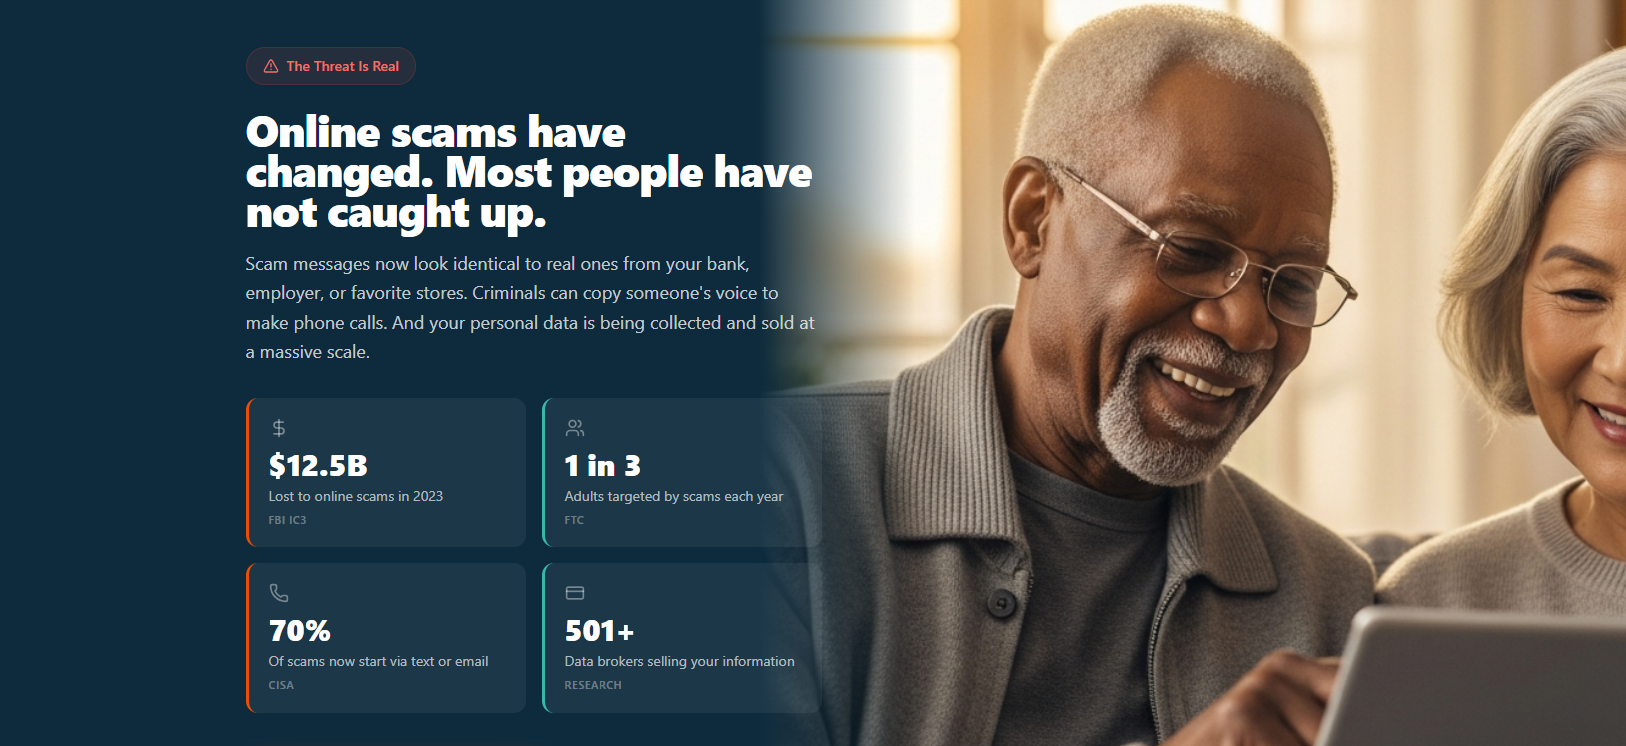 The Threat Is Real
Online scams have
changed. Most people have
not caught up.
Scam messages now look identical to real ones from your bank,
employer, or favorite stores. Criminals can copy someone's voice to
make phone calls. And your personal data is being collected and sold at
a massive scale.
$12.5B
Lost to online scams in 2023
FBI IC3
1 in 3
Adults targeted by scams each year
FTC
70%
Of scams now start via text or email
CISA
501+
Data brokers selling your information
RESEARCH